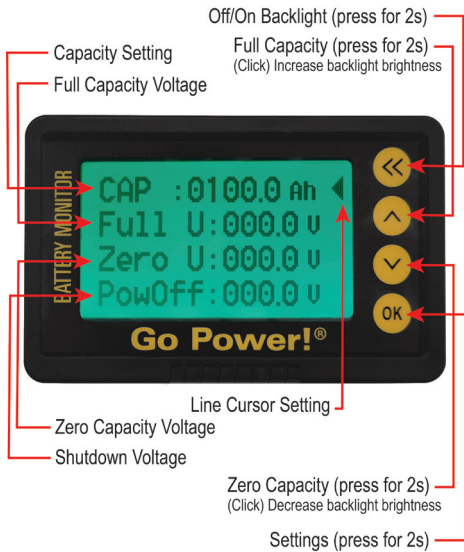 Off/On Backlight (press for 2s)
Capacity Setting
Full Capacity (press for 2s)
(Click) Increase backlight brightness
Full Capacity Voltage
BATTERY MONITOR
CAP :0100.0 Ah
Full U:000.0 V
Zero U:000.0 V
PowOff:000.0 V
OK
Go Power!®
Line Cursor Setting
Zero Capacity Voltage
Shutdown Voltage
Zero Capacity (press for 2s)
(Click) Decrease backlight brightness
Settings (press for 2s)